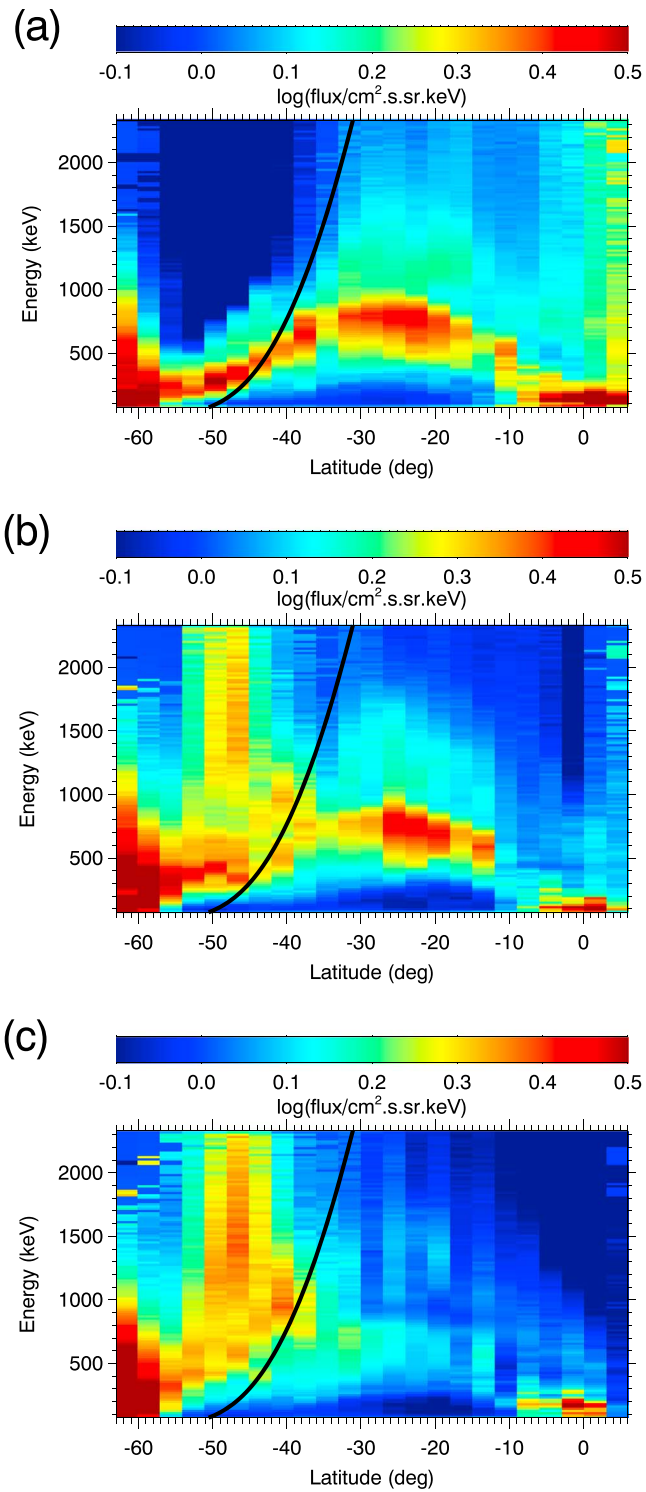 (a)
-0.1 0.0 0.1 0.2 0.3 0.4 0.5
log(flux/cm².s.sr.keV)
2000
1500
1000
500
Energy (keV)
-60 -50 -40 -30 -20 -10 0
Latitude (deg)
(b)
-0.1 0.0 0.1 0.2 0.3 0.4 0.5
log(flux/cm².s.sr.keV)
2000
1500
1000
500
Energy (keV)
-60 -50 -40 -30 -20 -10 0
Latitude (deg)
(c)
-0.1 0.0 0.1 0.2 0.3 0.4 0.5
log(flux/cm².s.sr.keV)
2000
1500
1000
500
Energy (keV)
-60 -50 -40 -30 -20 -10 0
Latitude (deg)